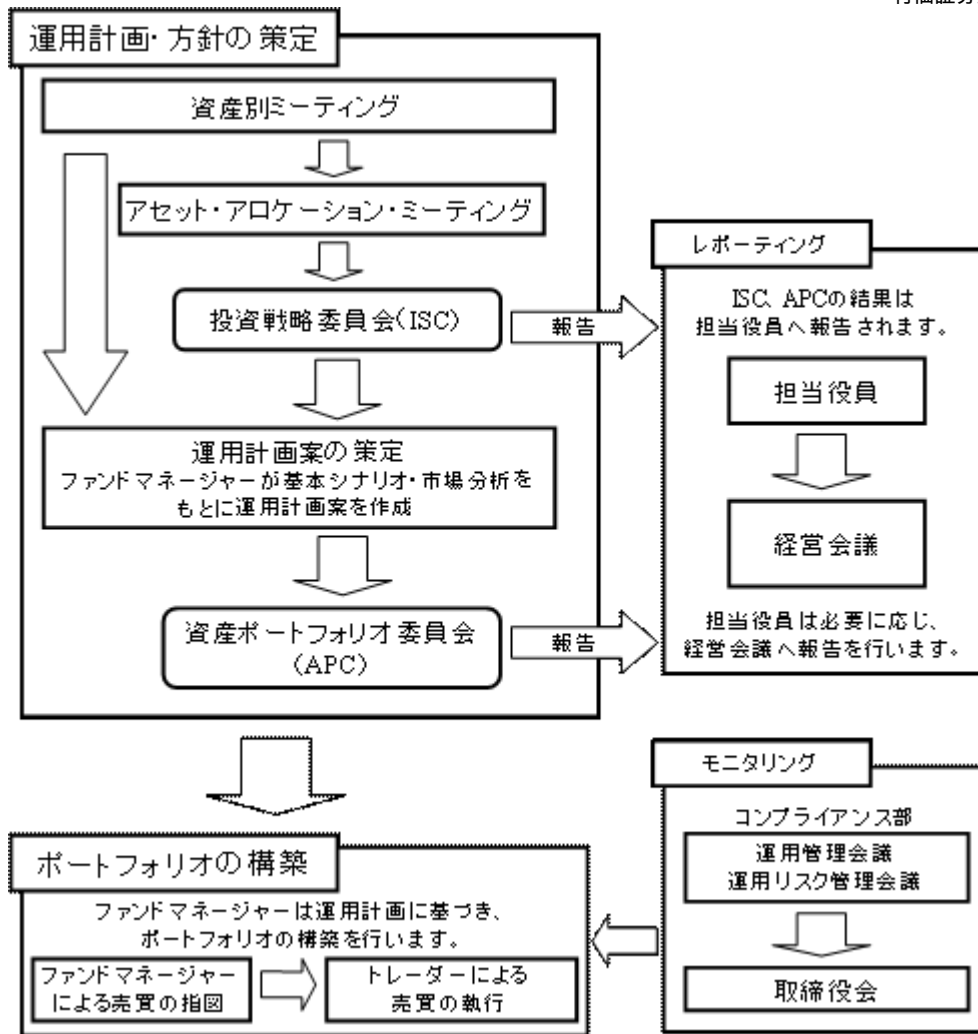 運用計画・方針の策定
資産別ミーティング
アセット・アロケーション・ミーティング
投資戦略委員会(ISC)
報告
運用計画案の策定
ファンドマネージャーが基本シナリオ・市場分析を
もとに運用計画案を作成
資産ポートフォリオ委員会
(APC)
報告
レポーティング
ISC、APCの結果は
担当役員へ報告されます。
担当役員
経営会議
担当役員は必要に応じ、
経営会議へ報告を行います。
ポートフォリオの構築
ファンドマネージャーは運用計画に基づき、
ポートフォリオの構築を行います。
ファンドマネージャー
による売買の指図
トレーダーによる
売買の執行
モニタリング
コンプライアンス部
運用管理会議
運用リスク管理会議
取締役会